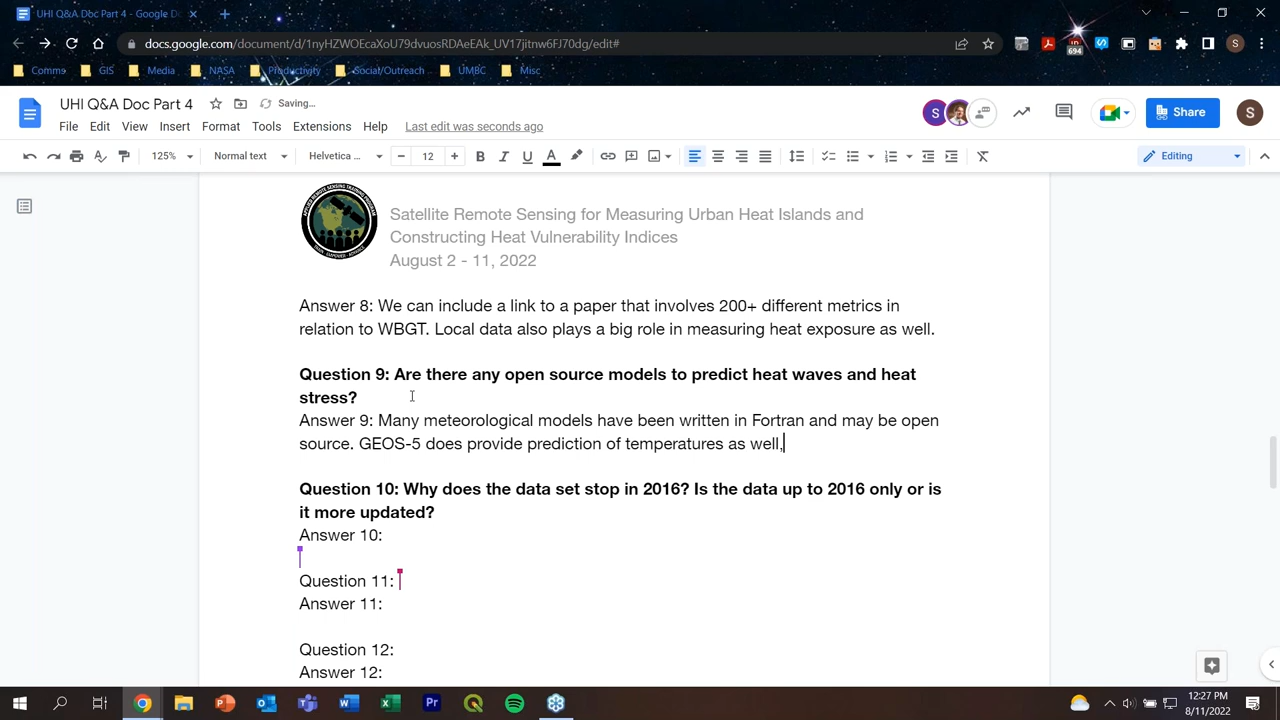 UHI Q&A Doc Part 4 - Google Do
docs.google.com/document/d/1nyHZWOEcaXoU79dvuosRDAeEAk_UV17jitnw6FJ70dg/edit#
694
S
Comms GIS Media NASA Productivity Social/Outreach UMBC Misc
UHI Q&A Doc Part 4 Saving...
S Share S
File Edit View Insert Format Tools Extensions Help Last edit was seconds ago
125% Normal text Helvetica ... 12 B I U A Editing
Satellite Remote Sensing for Measuring Urban Heat Islands and
Constructing Heat Vulnerability Indices
August 2 - 11, 2022
Answer 8: We can include a link to a paper that involves 200+ different metrics in
relation to WBGT. Local data also plays a big role in measuring heat exposure as well.
Question 9: Are there any open source models to predict heat waves and heat
stress?
Answer 9: Many meteorological models have been written in Fortran and may be open
source. GEOS-5 does provide prediction of temperatures as well,
Question 10: Why does the data set stop in 2016? Is the data up to 2016 only or is
it more updated?
Answer 10:
Question 11:
Answer 11:
Question 12:
Answer 12:
12:27 PM
8/11/2022